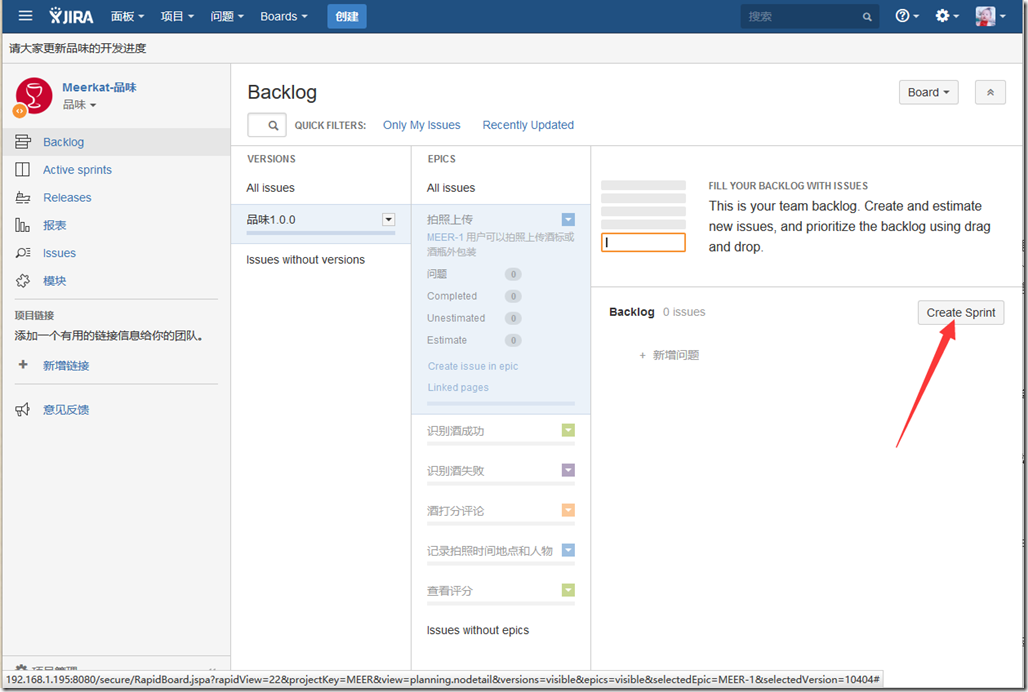 JIRA 面板 项目 问题 Boards 创建 搜索
请大家更新品味的开发进度
Meerkat-品味
品味
Backlog
Active sprints
Releases
报表
Issues
模块
项目链接
添加一个有用的链接信息给你的团队。
+ 新增链接
意见反馈
项目管理
Backlog
Board
QUICK FILTERS: Only My Issues Recently Updated
VERSIONS
All issues
品味1.0.0
Issues without versions
EPICS
All issues
拍照上传
MEER-1 用户可以拍照上传酒标或
酒瓶外包装
问题 0
Completed 0
Unestimated 0
Estimate 0
Create issue in epic
Linked pages
识别酒成功
识别酒失败
酒打分评论
记录拍照时间地点和人物
查看评分
Issues without epics
FILL YOUR BACKLOG WITH ISSUES
This is your team backlog. Create and estimate
new issues, and prioritize the backlog using drag
and drop.
Backlog 0 issues
Create Sprint
+ 新增问题
192.168.1.195:8080/secure/RapidBoard.jspa?rapidView=22&projectKey=MEER&view=planning.nodetail&versions=visible&epics=visible&selectedEpic=MEER-1&selectedVersion=10404#